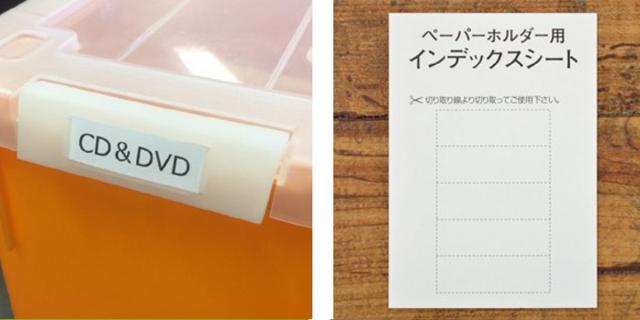 CD&DVD
ペーパーホルダー用
インデックスシート
切り取り線より切り取ってご使用下さい。